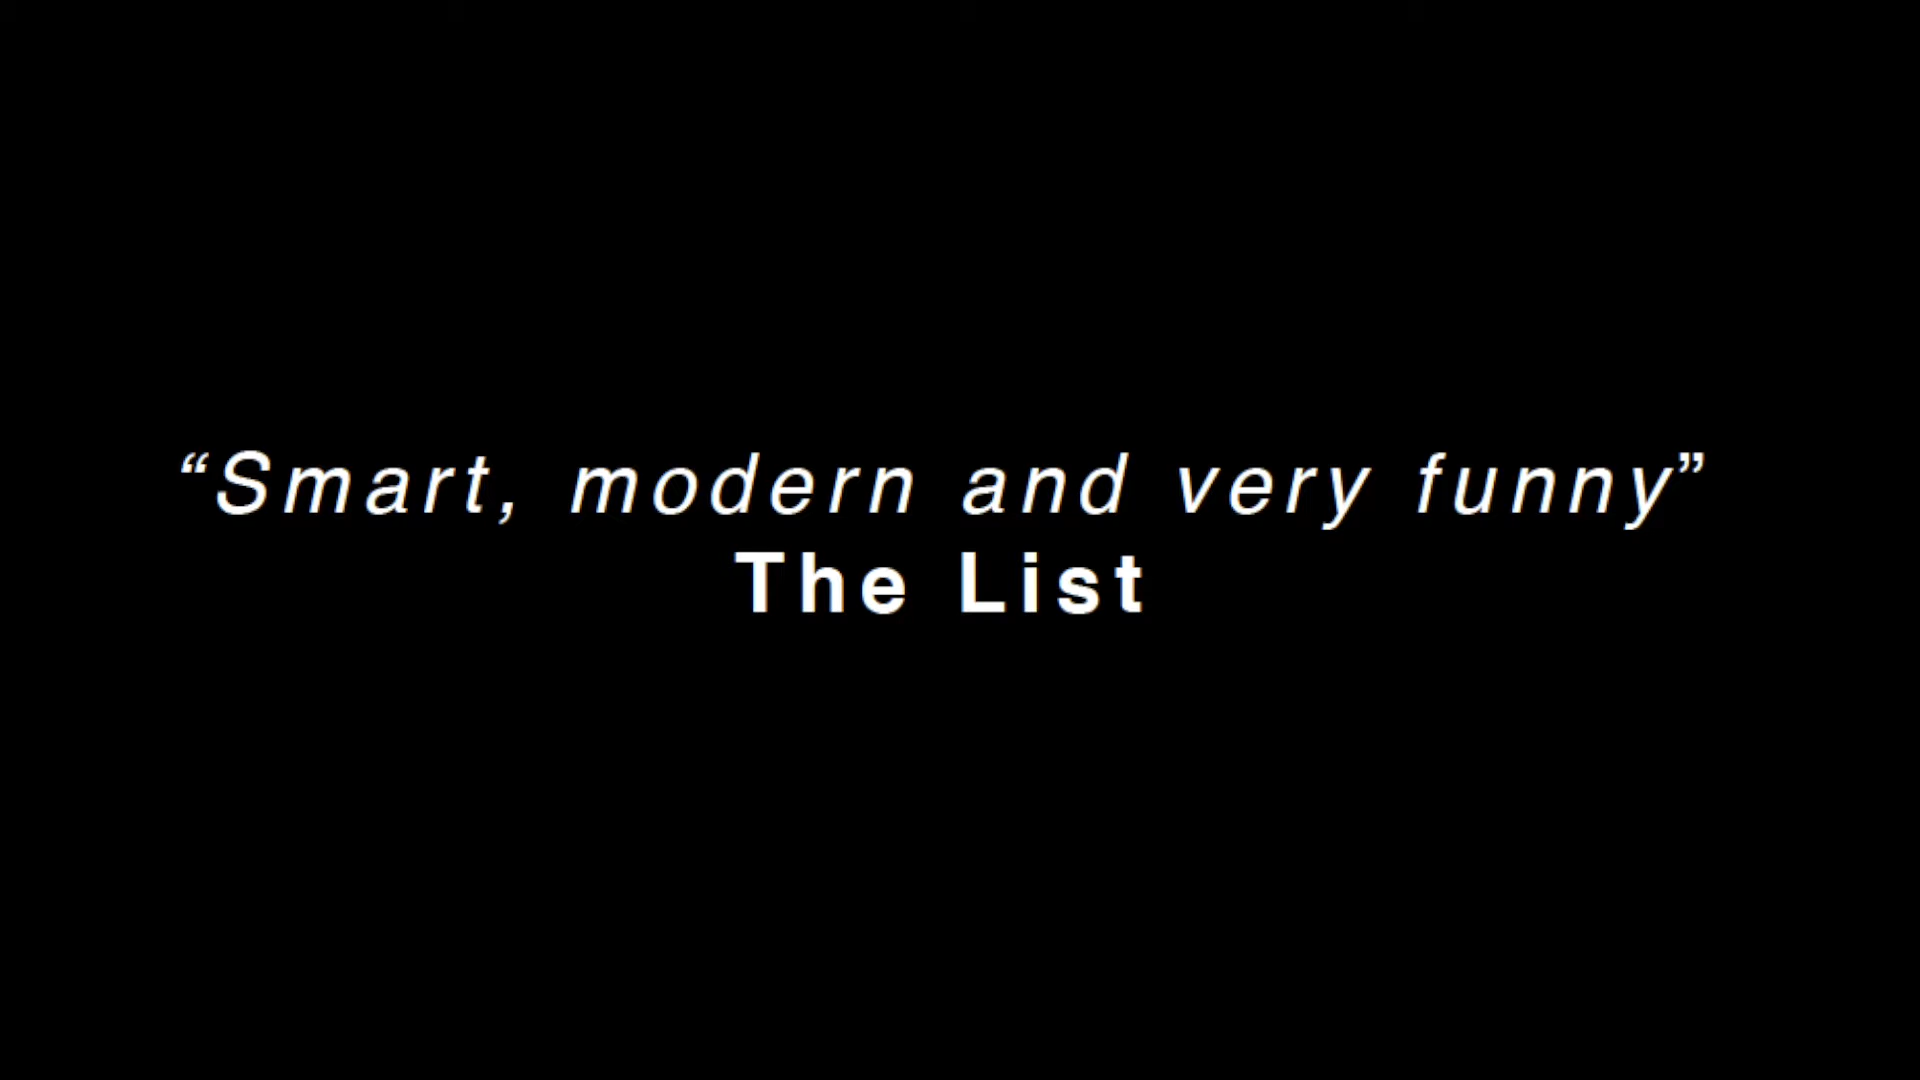 “Smart, modern and very funny”
The List